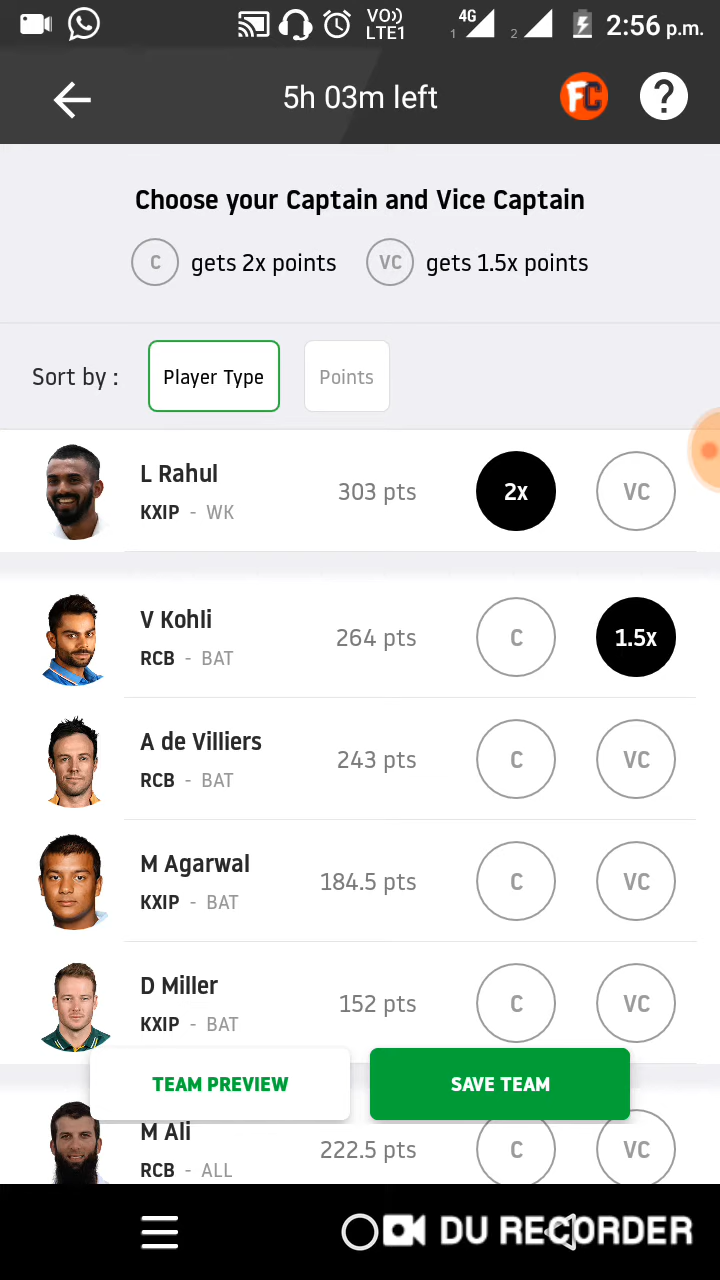 VO)) LTE1 4G 1 2 2:56 p.m.
5h 03m left FC ?
Choose your Captain and Vice Captain
C gets 2x points VC gets 1.5x points
Sort by : Player Type Points
L Rahul
KXIP - WK 303 pts 2x VC
V Kohli
RCB - BAT 264 pts C 1.5x
A de Villiers
RCB - BAT 243 pts C VC
M Agarwal
KXIP - BAT 184.5 pts C VC
D Miller
KXIP - BAT 152 pts C VC
TEAM PREVIEW SAVE TEAM
M Ali
RCB - ALL 222.5 pts C VC
DU RECORDER